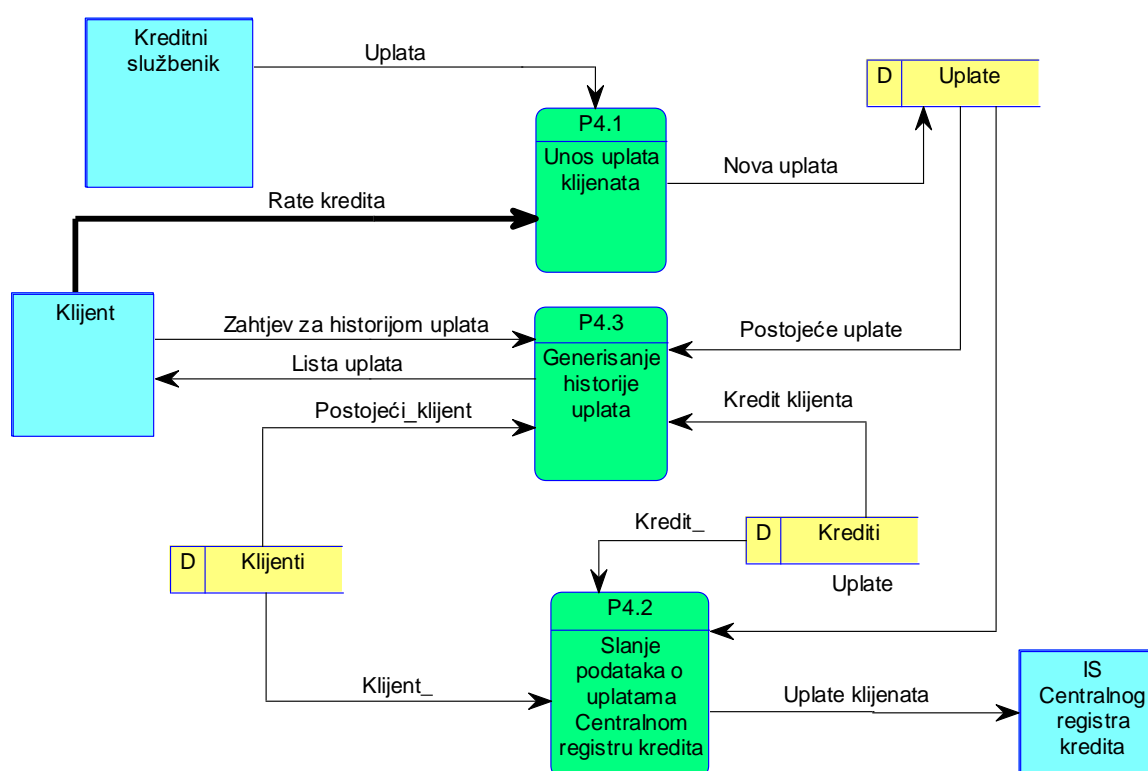 Kreditni
službenik
Uplata
D
Uplate
P4.1
Unos uplata
klijenata
Nova uplata
Rate kredita
Klijent
Zahtjev za historijom uplata
Lista uplata
P4.3
Generisanje
historije
uplata
Postojeće uplate
Postojeći_klijent
Kredit klijenta
Kredit_
D
Krediti
D
Klijenti
Uplate
P4.2
Slanje
podataka o
uplatama
Centralnom
registru kredita
Klijent_
Uplate klijenata
IS
Centralnog
registra
kredita